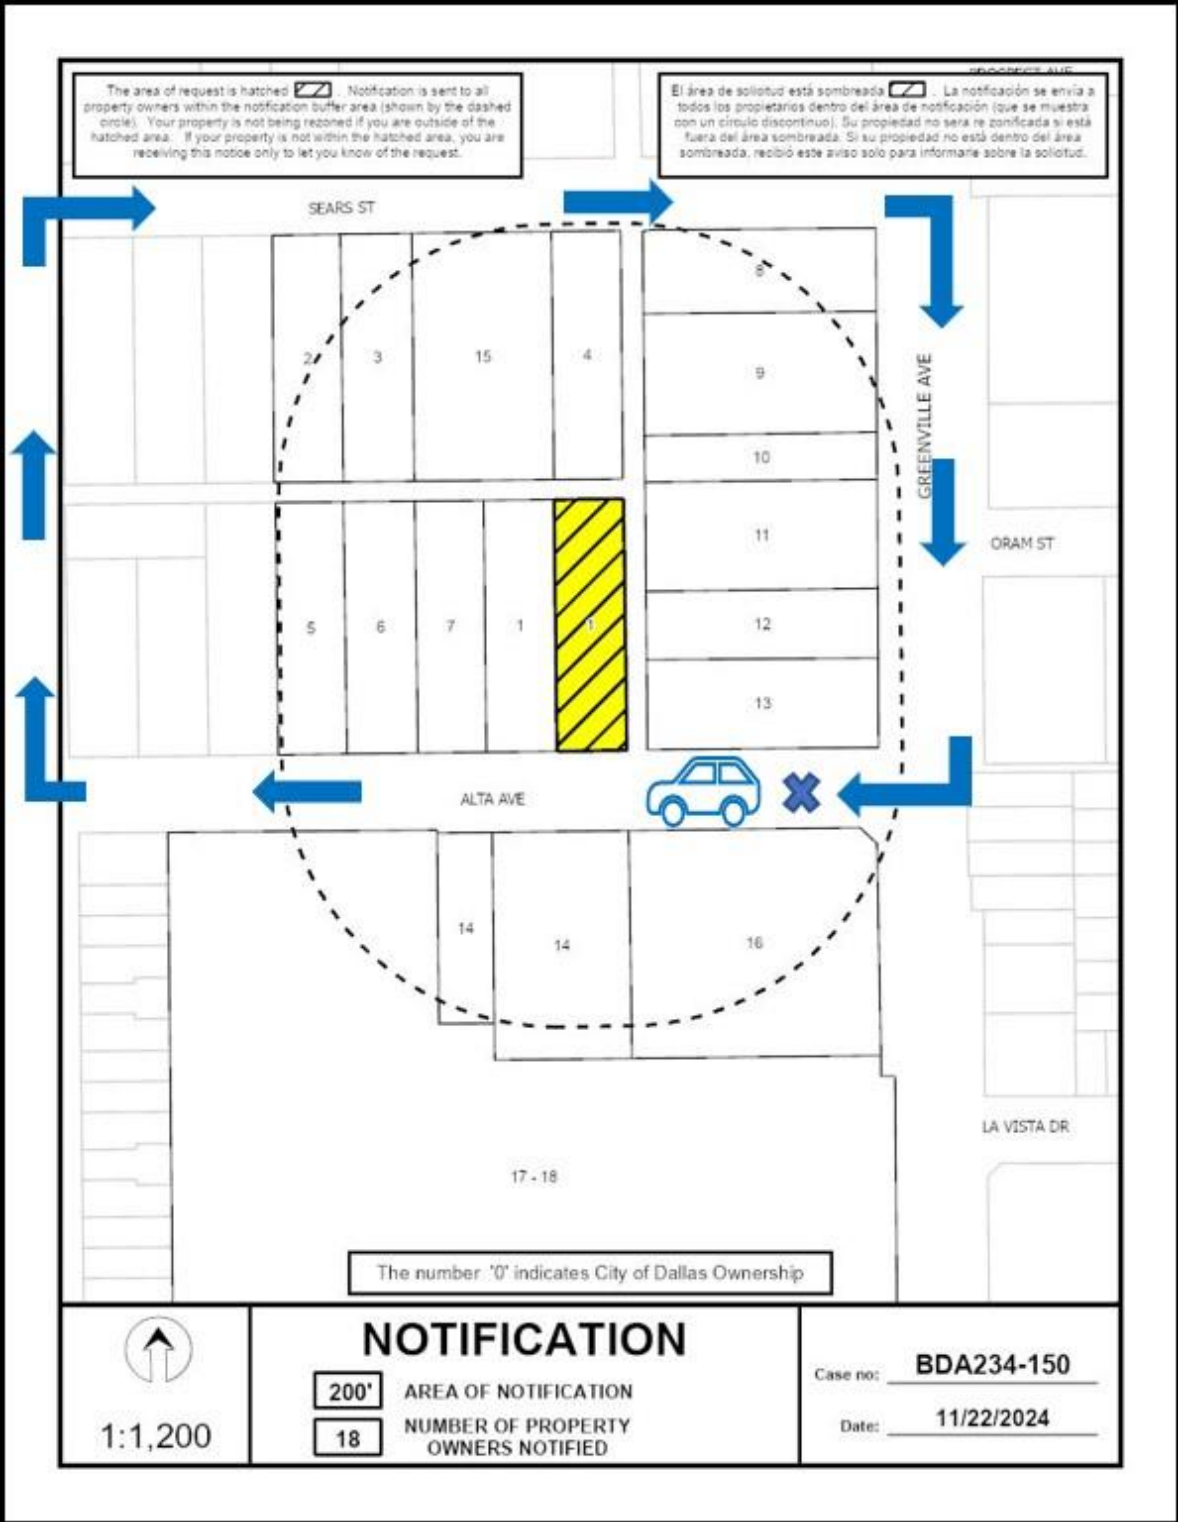 PROSPECT AVE
The area of request is hatched . Notification is sent to all
property owners within the notification buffer area (shown by the dashed
circle). Your property is not being rezoned if you are outside of the
hatched area. If your property is not within the hatched area, you are
receiving this notice only to let you know of the request.
El área de solicitud está sombreada . La notificación se envía a
todos los propietarios dentro del área de notificación (que se muestra
con un círculo discontinuo). Su propiedad no sera re zonificada si está
fuera del área sombreada. Si su propiedad no está dentro del área
sombreada, recibió este aviso solo para informarle sobre la solicitud.
SEARS ST
8
2
3
15
4
9
GREENVILLE AVE
10
11
ORAM ST
5
6
7
1
1
12
13
ALTA AVE
14
14
16
LA VISTA DR
17 - 18
The number '0' indicates City of Dallas Ownership
1:1,200
NOTIFICATION
200' AREA OF NOTIFICATION
18 NUMBER OF PROPERTY
OWNERS NOTIFIED
Case no: BDA234-150
Date: 11/22/2024